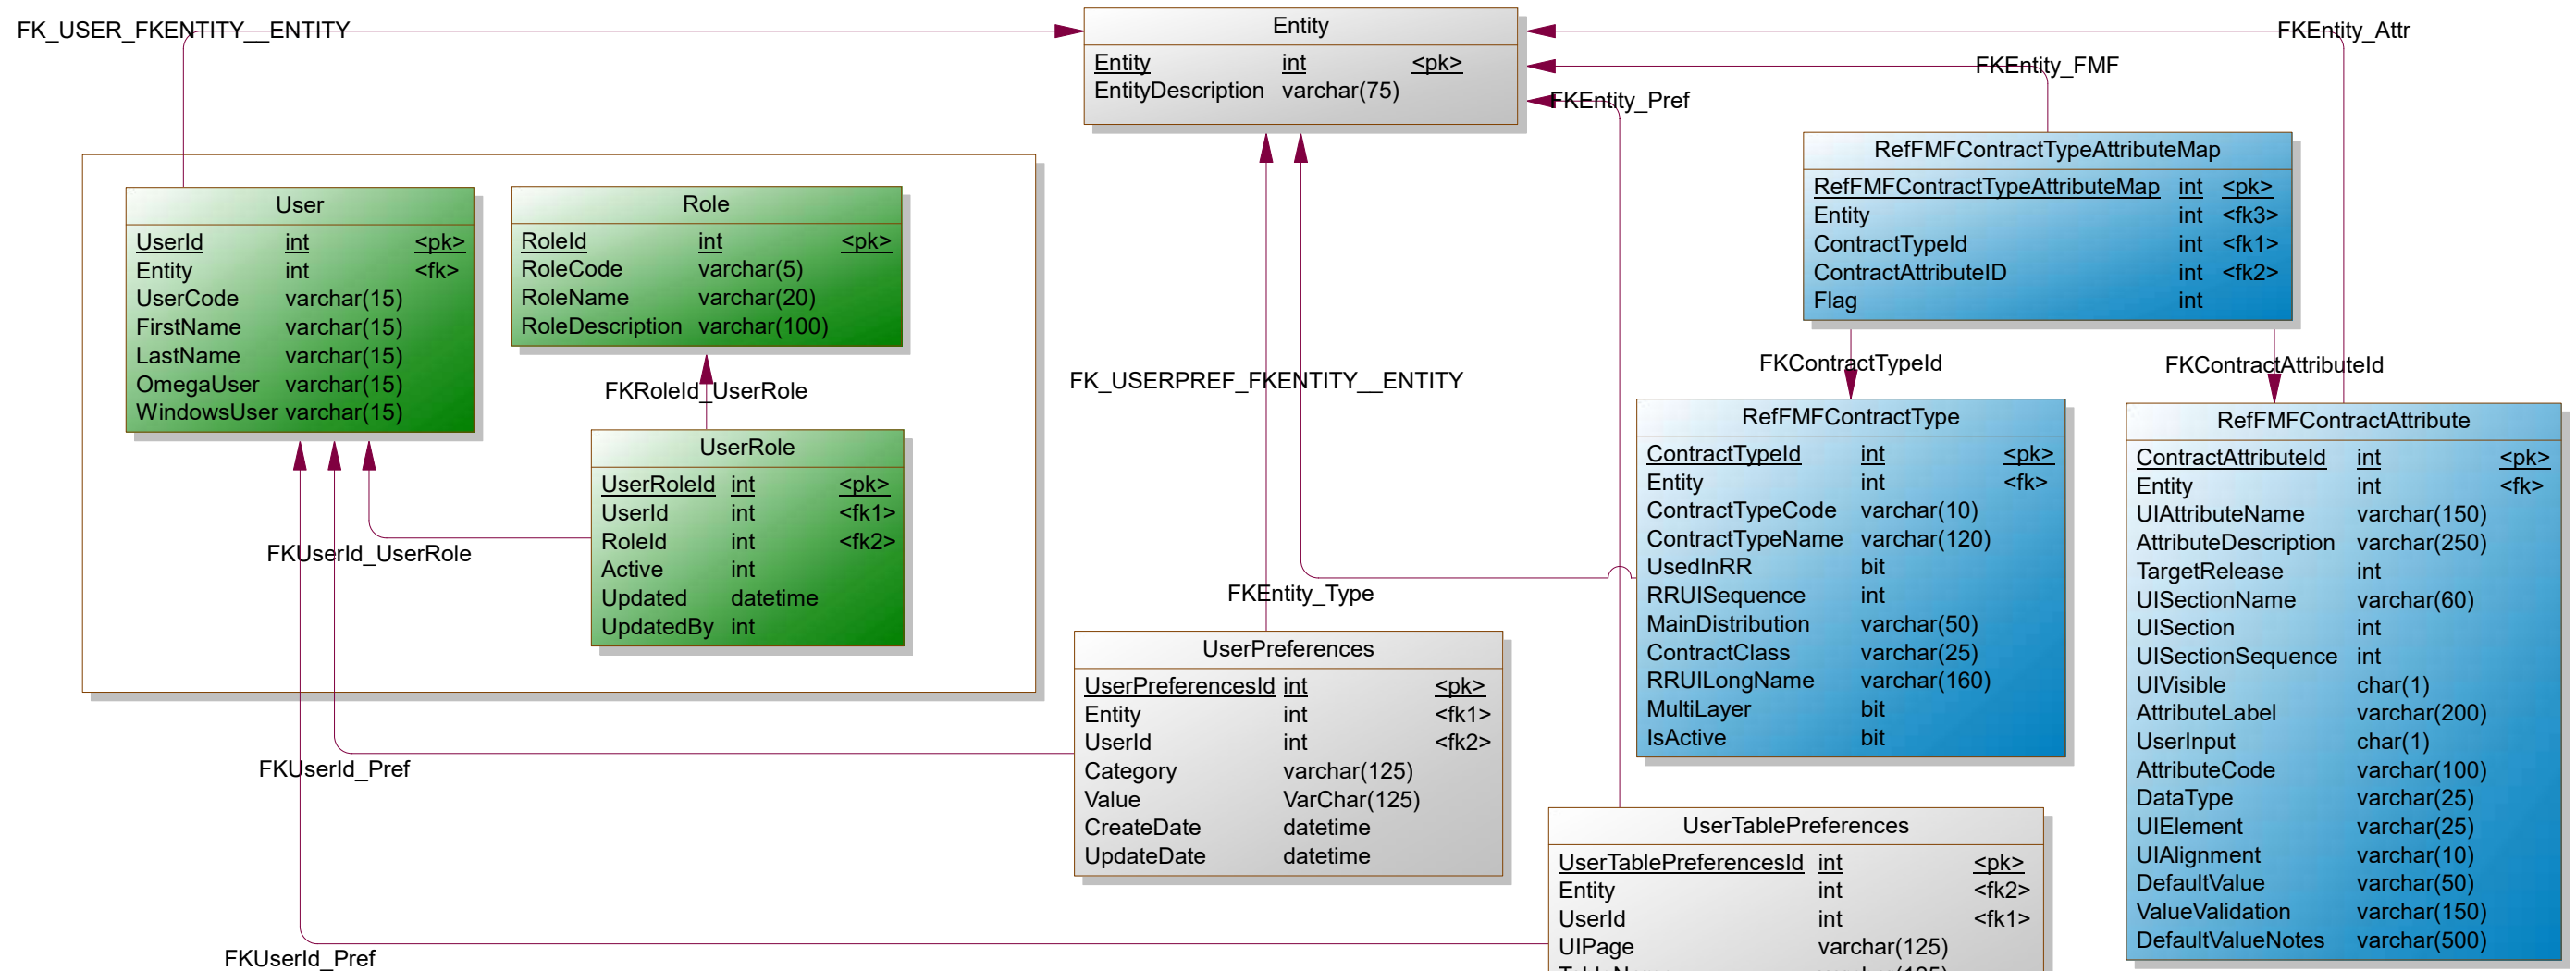 FK_USER_FKENTITY__ENTITY
Entity
Entity int <pk>
EntityDescription varchar(75)
FKEntity_Attr
FKEntity_FMF
FKEntity_Pref
User
UserId int <pk>
Entity int <fk>
UserCode varchar(15)
FirstName varchar(15)
LastName varchar(15)
OmegaUser varchar(15)
WindowsUser varchar(15)
Role
RoleId int <pk>
RoleCode varchar(5)
RoleName varchar(20)
RoleDescription varchar(100)
FKRoleId_UserRole
UserRole
UserRoleId int <pk>
UserId int <fk1>
RoleId int <fk2>
Active int
Updated datetime
UpdatedBy int
FKUserId_UserRole
FK_USERPREF_FKENTITY__ENTITY
FKEntity_Type
RefFMFContractTypeAttributeMap
RefFMFContractTypeAttributeMap int <pk>
Entity int <fk3>
ContractTypeId int <fk1>
ContractAttributeID int <fk2>
Flag int
FKContractTypeId
FKContractAttributeId
RefFMFContractType
ContractTypeId int <pk>
Entity int <fk>
ContractTypeCode varchar(10)
ContractTypeName varchar(120)
UsedInRR bit
RRUISequence int
MainDistribution varchar(50)
ContractClass varchar(25)
RRUILongName varchar(160)
MultiLayer bit
IsActive bit
RefFMFContractAttribute
ContractAttributeId int <pk>
Entity int <fk>
UIAttributeName varchar(150)
AttributeDescription varchar(250)
TargetRelease int
UISectionName varchar(60)
UISection int
UISectionSequence int
UIVisible char(1)
AttributeLabel varchar(200)
UserInput char(1)
AttributeCode varchar(100)
DataType varchar(25)
UIElement varchar(25)
UIAlignment varchar(10)
DefaultValue varchar(50)
ValueValidation varchar(150)
DefaultValueNotes varchar(500)
UserPreferences
UserPreferencesId int <pk>
Entity int <fk1>
UserId int <fk2>
Category varchar(125)
Value VarChar(125)
CreateDate datetime
UpdateDate datetime
FKUserId_Pref
UserTablePreferences
UserTablePreferencesId int <pk>
Entity int <fk2>
UserId int <fk1>
UIPage varchar(125)
FKUserId_Pref